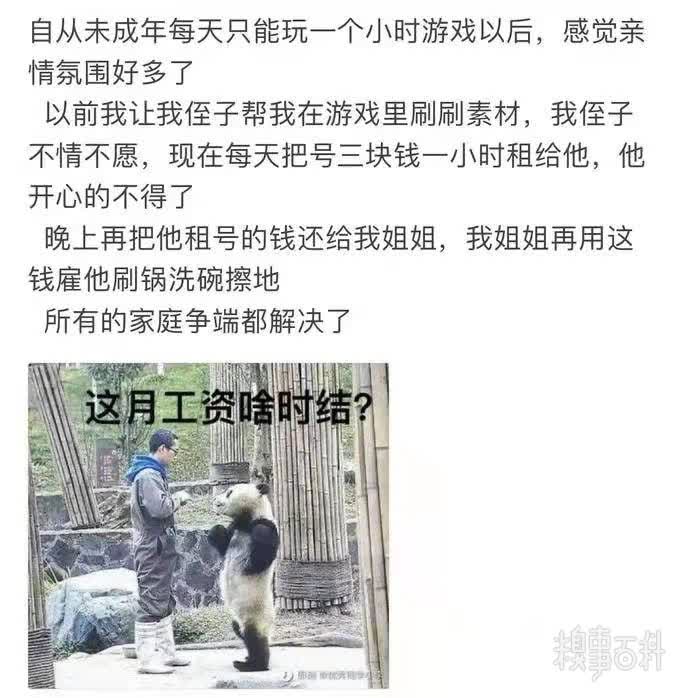 自从未成年每天只能玩一个小时游戏以后，感觉亲
情氛围好多了
以前我让我侄子帮我在游戏里刷刷素材，我侄子
不情不愿，现在每天把号三块钱一小时租给他，他
开心的不得了
晚上再把他租号的钱还给我姐姐，我姐姐再用这
钱雇他刷锅洗碗擦地
所有的家庭争端都解决了
这月工资啥时结?
糗事百科